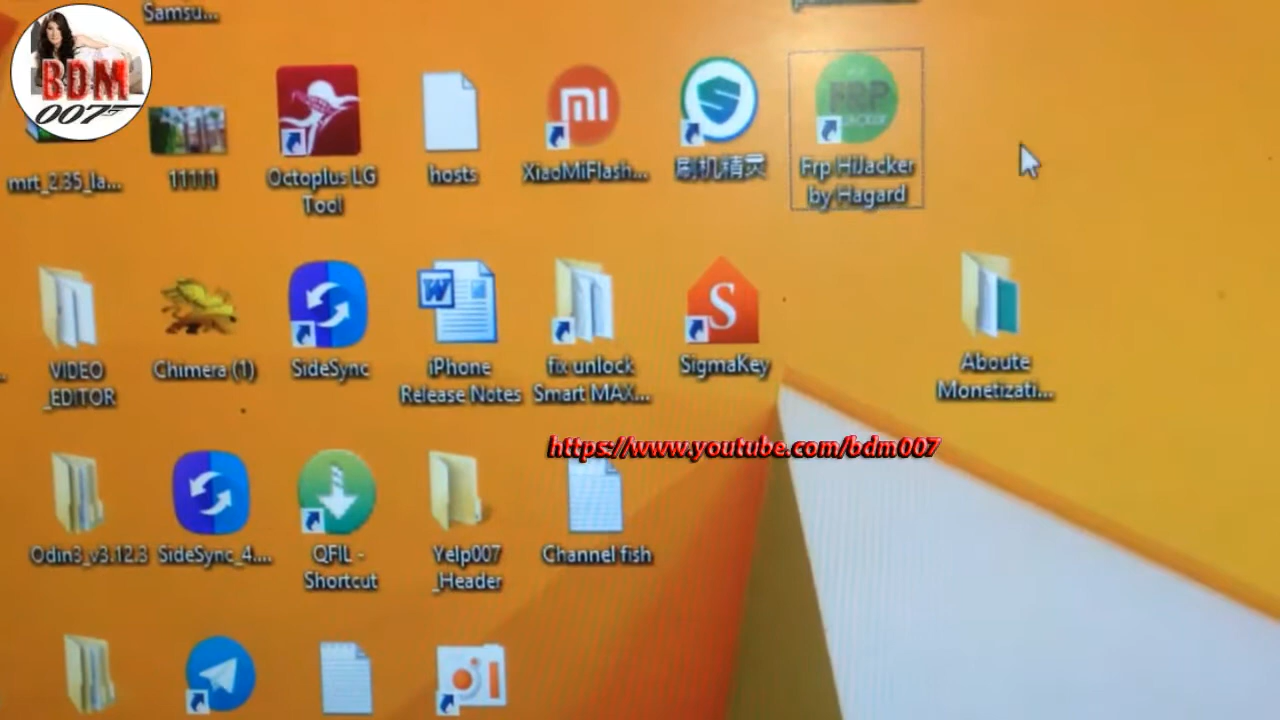 Samsu...
BDM
007
mrt_2.35_la...
11111
Octoplus LG
Tool
hosts
mi
XiaoMiFlash...
刷机精灵
FRP
Frp HiJacker
by Hagard
VIDEO
_EDITOR
Chimera (1)
SideSync
W
iPhone
Release Notes
fix unlock
Smart MAX...
S
SigmaKey
Aboute
Monetizati...
https://www.youtube.com/bdm007
Odin3_v3.12.3
SideSync_4....
QFIL -
Shortcut
Yelp007
_Header
Channel fish